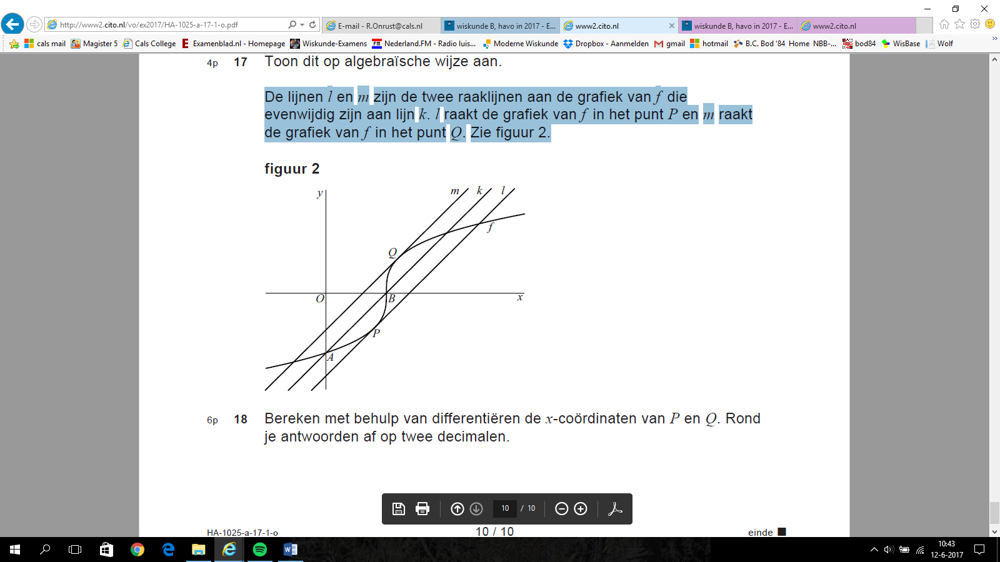 http://www2.cito.nl/vo/ex2017/HA-1025-a-17-1-o.pdf
E-mail - R.Onrust@cals.nl
wiskunde B, havo in 2017 - E...
www2.cito.nl
wiskunde B, havo in 2017 - E...
www2.cito.nl
cals mail
Magister 5
Cals College
Examenblad.nl - Homepage
Wiskunde-Examens
Nederland.FM - Radio luis...
Moderne Wiskunde
Dropbox - Aanmelden
gmail
hotmail
B.C. Bod '84 Home NBB-...
bod84
WisBase
Wolf
4p 17 Toon dit op algebraïsche wijze aan.
De lijnen l en m zijn de twee raaklijnen aan de grafiek van f die
evenwijdig zijn aan lijn k. l raakt de grafiek van f in het punt P en m raakt
de grafiek van f in het punt Q. Zie figuur 2.
figuur 2
y
m
k
l
f
Q
O
B
x
P
A
6p 18 Bereken met behulp van differentiëren de x-coördinaten van P en Q. Rond
je antwoorden af op twee decimalen.
10 / 10
HA-1025-a-17-1-o
10 / 10
einde
10:43
12-6-2017